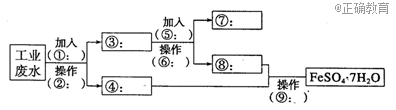 @正确教育
加入
(⑤: )
操作
(⑥: )
⑦:
工业
废水
加入
(①: )
操作
(②: )
③:
④:
⑧:
操作
(⑨: )
FeSO₄·7H₂O